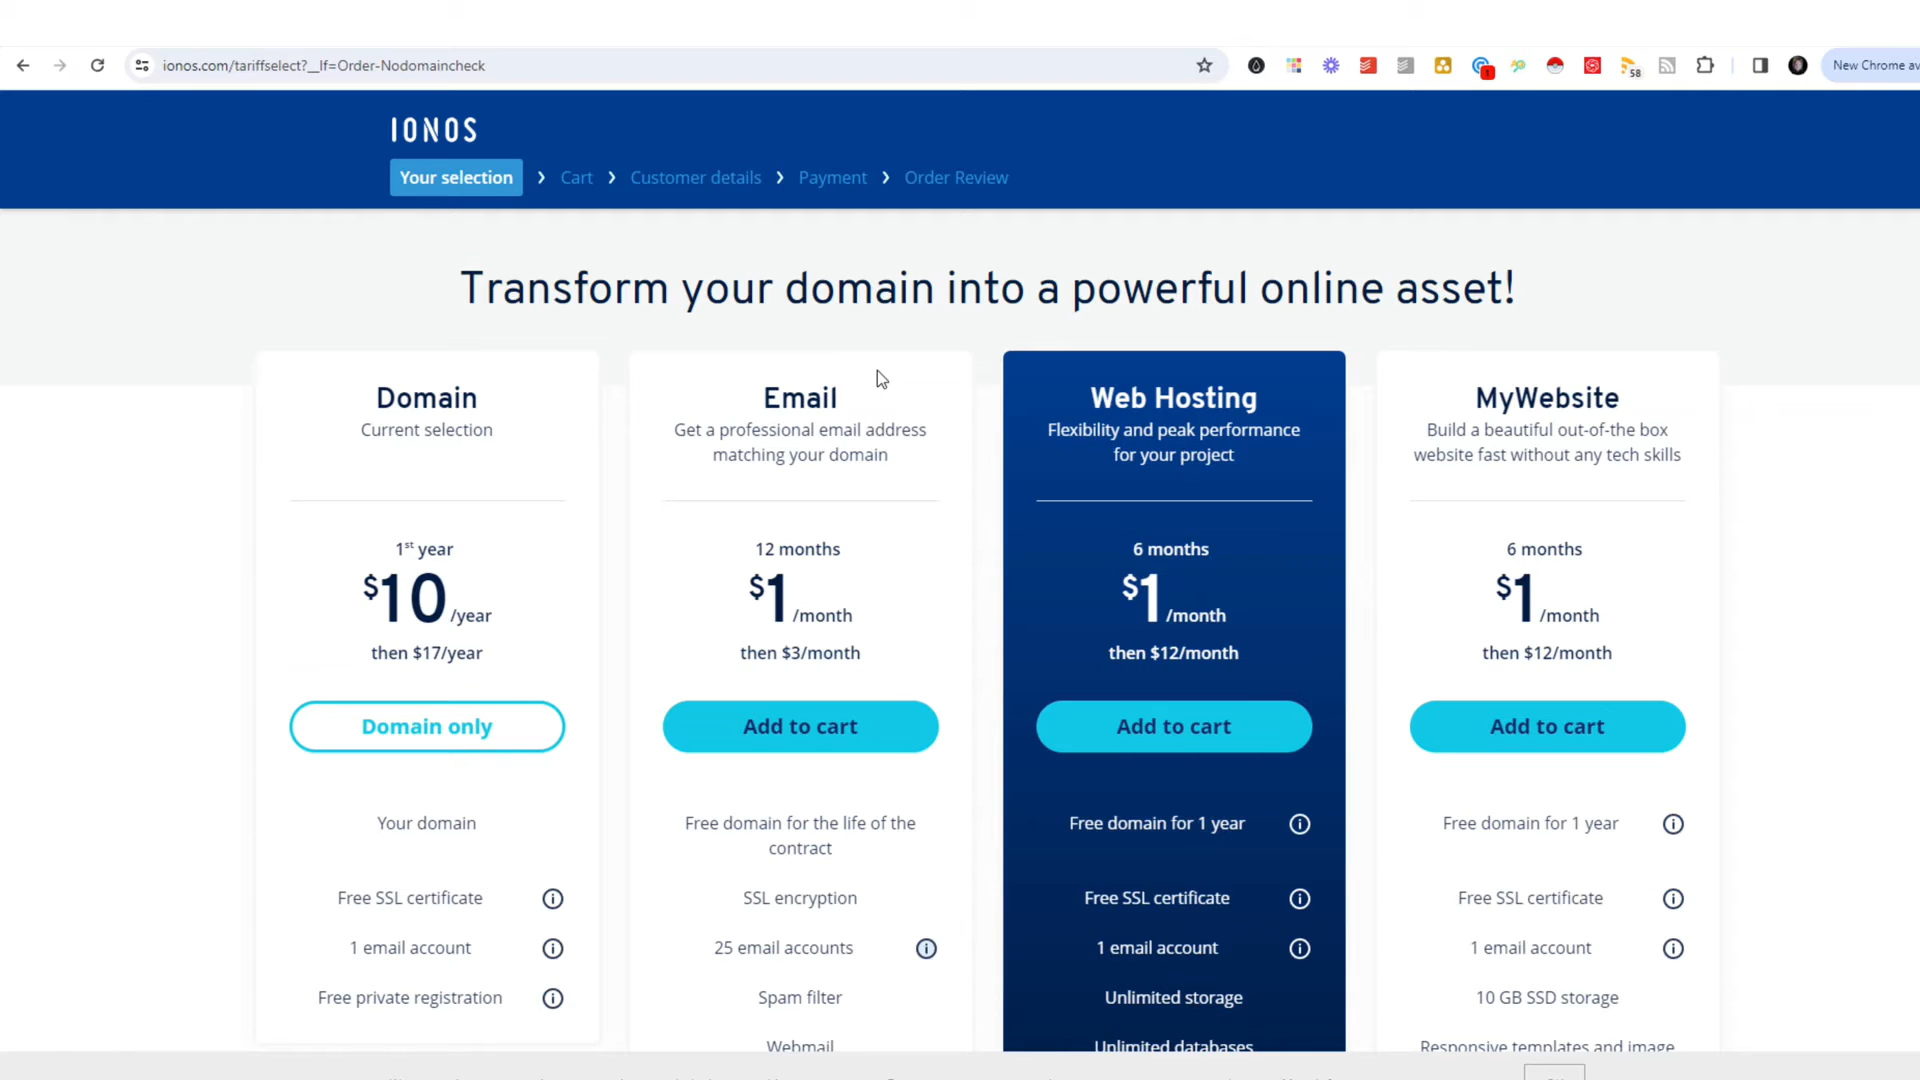 ionos.com/tariffselect?__lf=Order-Nodomaincheck
1
58
New Chrome av
IONOS
Your selection
Cart
Customer details
Payment
Order Review
Transform your domain into a powerful online asset!
Domain
Current selection
1st year
$10 /year
then $17/year
Domain only
Your domain
Free SSL certificate
1 email account
Free private registration
Email
Get a professional email address
matching your domain
12 months
$1 /month
then $3/month
Add to cart
Free domain for the life of the
contract
SSL encryption
25 email accounts
Spam filter
Webmail
Web Hosting
Flexibility and peak performance
for your project
6 months
$1 /month
then $12/month
Add to cart
Free domain for 1 year
Free SSL certificate
1 email account
Unlimited storage
Unlimited databases
MyWebsite
Build a beautiful out-of-the box
website fast without any tech skills
6 months
$1 /month
then $12/month
Add to cart
Free domain for 1 year
Free SSL certificate
1 email account
10 GB SSD storage
Responsive templates and image